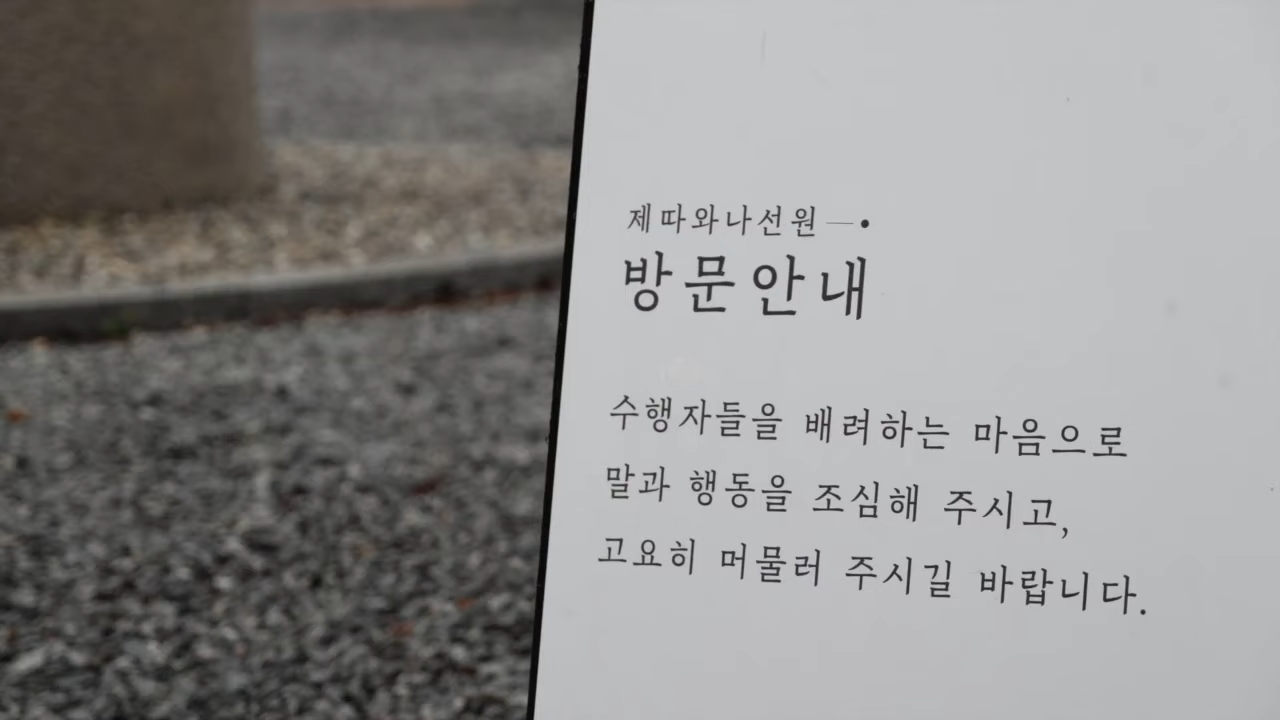 제따와나선원 —•
방문안내
수행자들을 배려하는 마음으로
말과 행동을 조심해 주시고,
고요히 머물러 주시길 바랍니다.